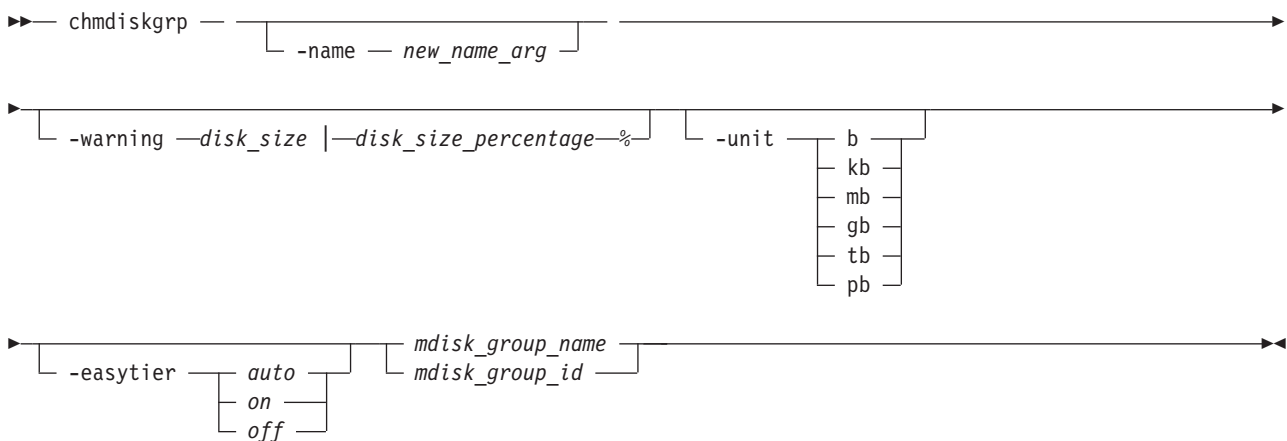 chmdiskgrp
-name new_name_arg
-warning disk_size | disk_size_percentage % -unit b
kb
mb
gb
tb
pb
mdisk_group_name
-easytier auto mdisk_group_id
on
off